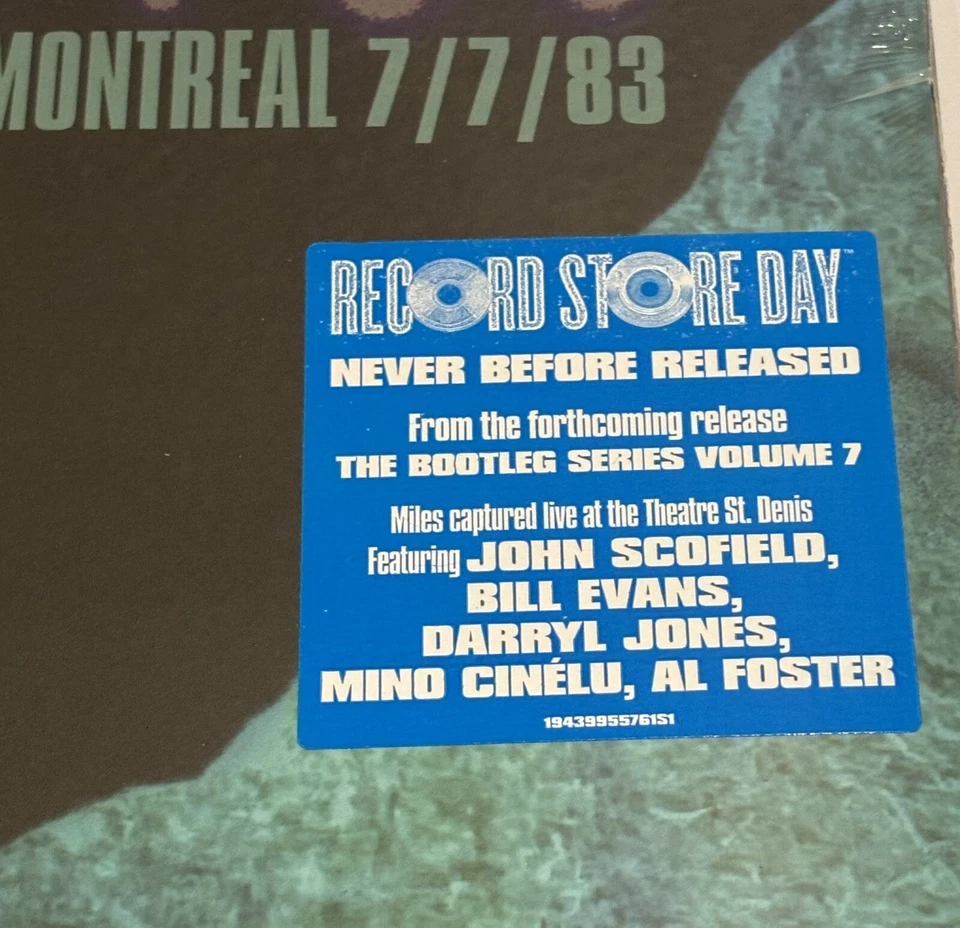 MONTREAL 7/7/83
RECORD STORE DAY™
NEVER BEFORE RELEASED
From the forthcoming release
THE BOOTLEG SERIES VOLUME 7
Miles captured live at the Theatre St. Denis
Featuring JOHN SCOFIELD,
BILL EVANS,
DARRYL JONES,
MINO CINÉLU, AL FOSTER
19439955761S1